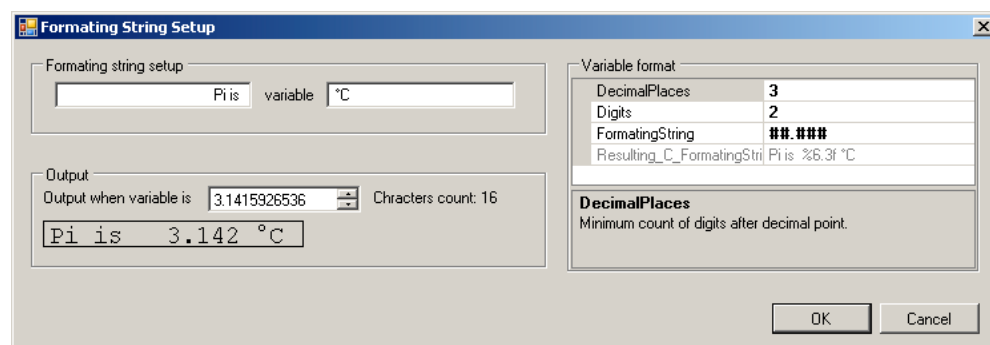 Formating String Setup
Formating string setup
Pi is variable °C
Output
Output when variable is 3.1415926536 Chracters count: 16
Pi is   3.142 °C
Variable format
DecimalPlaces 3
Digits 2
FormatingString ##.###
Resulting_C_FormatingStri Pi is %6.3f °C
DecimalPlaces
Minimum count of digits after decimal point.
OK Cancel